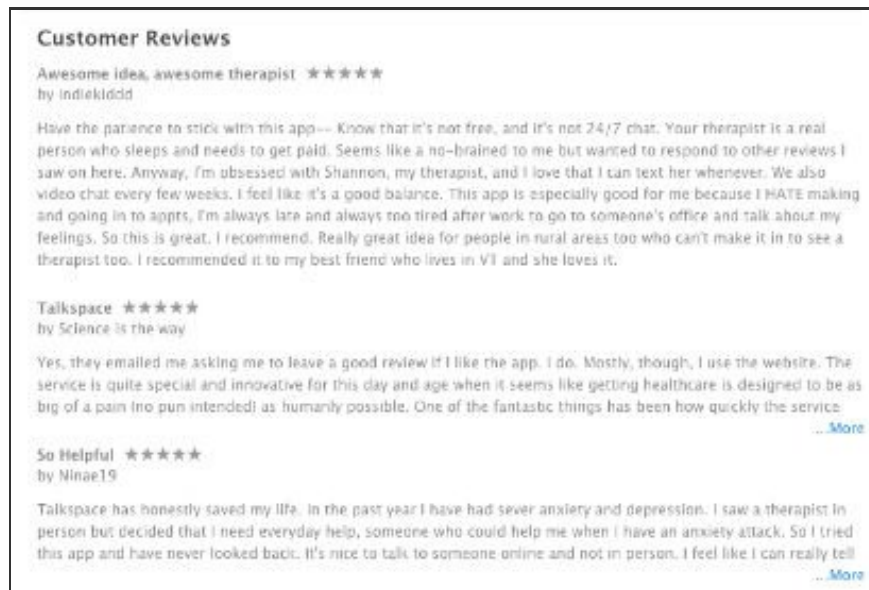 Customer Reviews
Awesome idea, awesome therapist ★★★★★
by indiekiddd
Have the patience to stick with this app-- Know that it's not free, and it's not 24/7 chat. Your therapist is a real
person who sleeps and needs to get paid. Seems like a no-brained to me but wanted to respond to other reviews I
saw on here. Anyway, I'm obsessed with Shannon, my therapist, and I love that I can text her whenever. We also
video chat every few weeks. I feel like it's a good balance. This app is especially good for me because I HATE making
and going in to appts, I'm always late and always too tired after work to go to someone's office and talk about my
feelings. So this is great. I recommend. Really great idea for people in rural areas too who can't make it in to see a
therapist too. I recommended it to my best friend who lives in VT and she loves it.
Talkspace ★★★★★
by Science is the way
Yes, they emailed me asking me to leave a good review if I like the app. I do. Mostly, though, I use the website. The
service is quite special and innovative for this day and age when it seems like getting healthcare is designed to be as
big of a pain (no pun intended) as humanly possible. One of the fantastic things has been how quickly the service
...More
So Helpful ★★★★★
by Ninae19
Talkspace has honestly saved my life. In the past year I have had sever anxiety and depression. I saw a therapist in
person but decided that I need everyday help, someone who could help me when I have an anxiety attack. So I tried
this app and have never looked back. It's nice to talk to someone online and not in person. I feel like I can really tell
...More